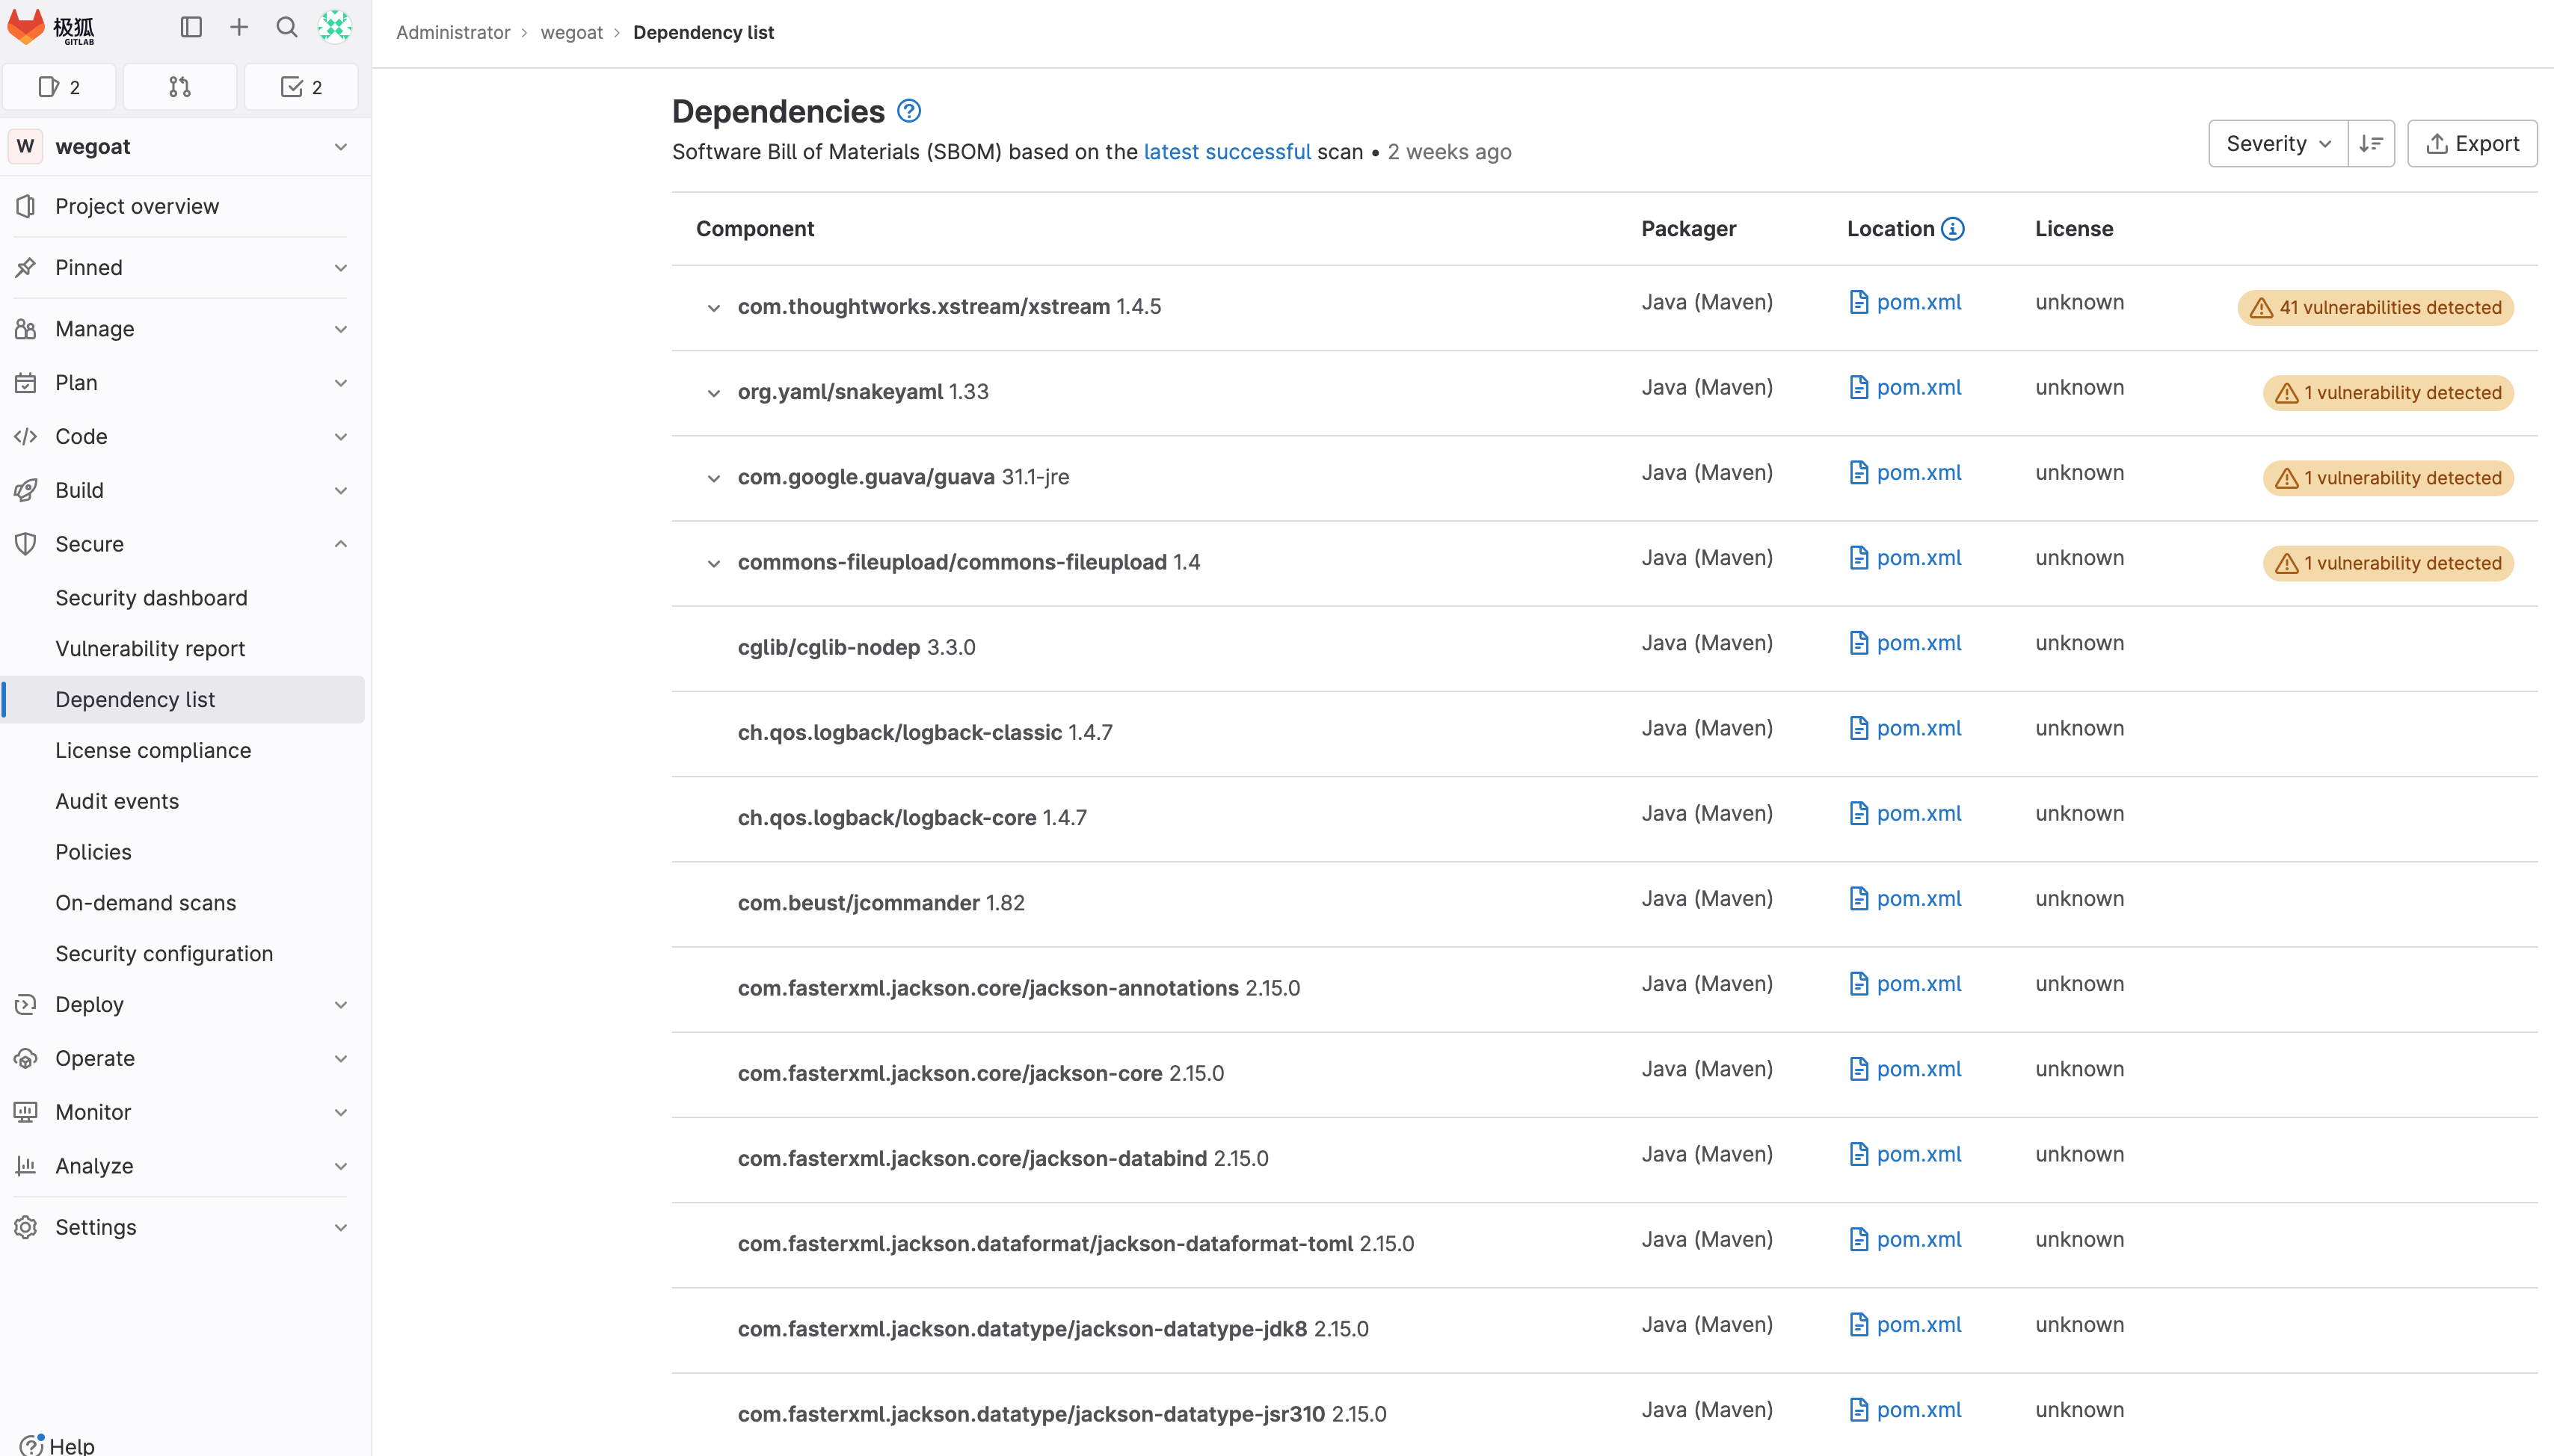 极狐
GITLAB
2
2
W wegoat
Project overview
Pinned
Manage
Plan
Code
Build
Secure
Security dashboard
Vulnerability report
Dependency list
License compliance
Audit events
Policies
On-demand scans
Security configuration
Deploy
Operate
Monitor
Analyze
Settings
Help
Administrator › wegoat › Dependency list
Dependencies
Software Bill of Materials (SBOM) based on the latest successful scan • 2 weeks ago
Severity
Export
Component Packager Location License
com.thoughtworks.xstream/xstream 1.4.5 Java (Maven) pom.xml unknown 41 vulnerabilities detected
org.yaml/snakeyaml 1.33 Java (Maven) pom.xml unknown 1 vulnerability detected
com.google.guava/guava 31.1-jre Java (Maven) pom.xml unknown 1 vulnerability detected
commons-fileupload/commons-fileupload 1.4 Java (Maven) pom.xml unknown 1 vulnerability detected
cglib/cglib-nodep 3.3.0 Java (Maven) pom.xml unknown
ch.qos.logback/logback-classic 1.4.7 Java (Maven) pom.xml unknown
ch.qos.logback/logback-core 1.4.7 Java (Maven) pom.xml unknown
com.beust/jcommander 1.82 Java (Maven) pom.xml unknown
com.fasterxml.jackson.core/jackson-annotations 2.15.0 Java (Maven) pom.xml unknown
com.fasterxml.jackson.core/jackson-core 2.15.0 Java (Maven) pom.xml unknown
com.fasterxml.jackson.core/jackson-databind 2.15.0 Java (Maven) pom.xml unknown
com.fasterxml.jackson.dataformat/jackson-dataformat-toml 2.15.0 Java (Maven) pom.xml unknown
com.fasterxml.jackson.datatype/jackson-datatype-jdk8 2.15.0 Java (Maven) pom.xml unknown
com.fasterxml.jackson.datatype/jackson-datatype-jsr310 2.15.0 Java (Maven) pom.xml unknown